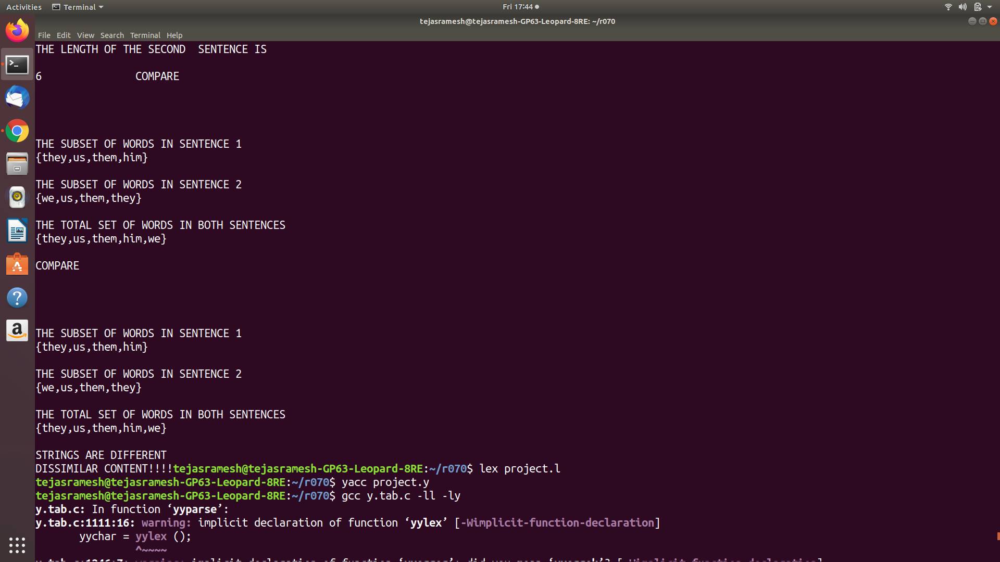 Activities Terminal Fri 17:44
tejasramesh@tejasramesh-GP63-Leopard-8RE: ~/r070
File Edit View Search Terminal Help
THE LENGTH OF THE SECOND  SENTENCE IS
6               COMPARE
THE SUBSET OF WORDS IN SENTENCE 1
{they,us,them,him}
THE SUBSET OF WORDS IN SENTENCE 2
{we,us,them,they}
THE TOTAL SET OF WORDS IN BOTH SENTENCES
{they,us,them,him,we}
COMPARE
THE SUBSET OF WORDS IN SENTENCE 1
{they,us,them,him}
THE SUBSET OF WORDS IN SENTENCE 2
{we,us,them,they}
THE TOTAL SET OF WORDS IN BOTH SENTENCES
{they,us,them,him,we}
STRINGS ARE DIFFERENT
DISSIMILAR CONTENT!!!!tejasramesh@tejasramesh-GP63-Leopard-8RE:~/r070$ lex project.l
tejasramesh@tejasramesh-GP63-Leopard-8RE:~/r070$ yacc project.y
tejasramesh@tejasramesh-GP63-Leopard-8RE:~/r070$ gcc y.tab.c -ll -ly
y.tab.c: In function ‘yyparse’:
y.tab.c:1111:16: warning: implicit declaration of function ‘yylex’ [-Wimplicit-function-declaration]
yychar = yylex ();
^~~~~